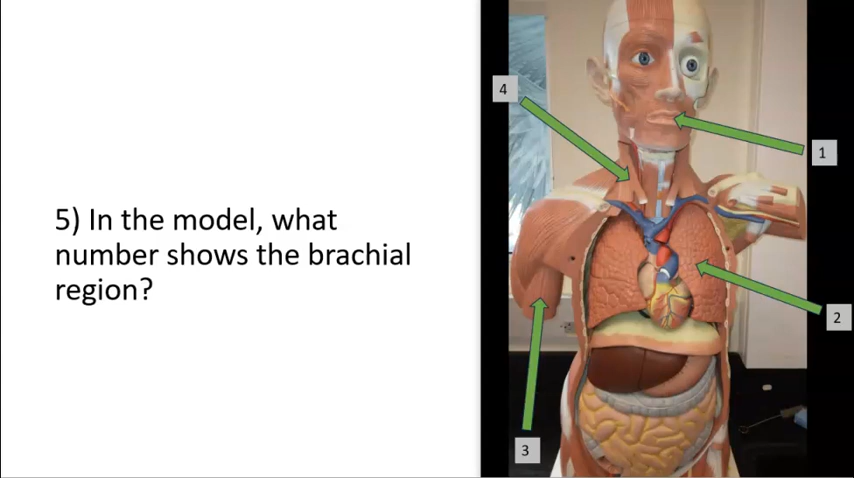 5) In the model, what
number shows the brachial
region?
4
1
2
3